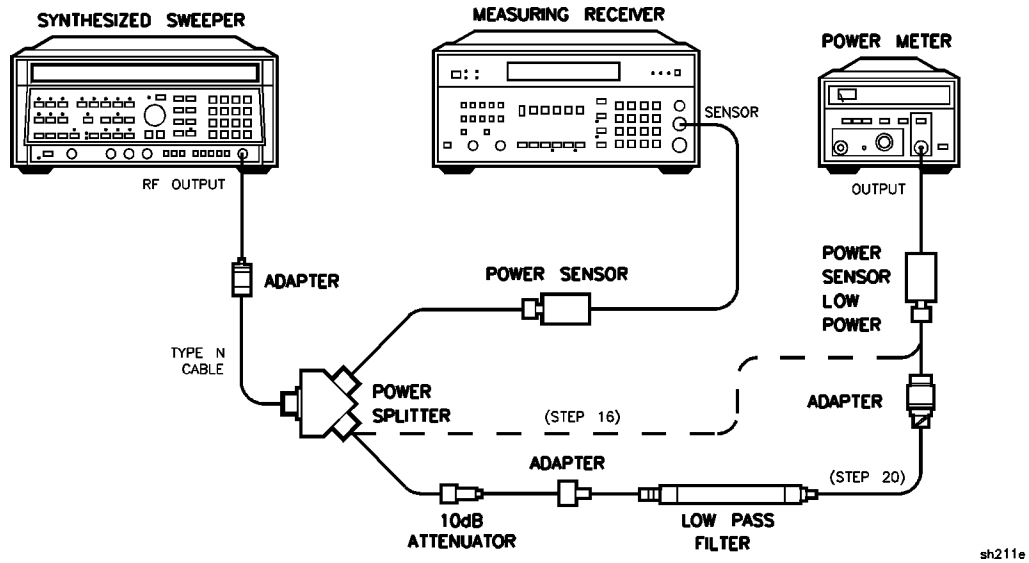 SYNTHESIZED SWEEPER
MEASURING RECEIVER
POWER METER
SENSOR
RF OUTPUT
OUTPUT
ADAPTER
POWER SENSOR
POWER
SENSOR
LOW
POWER
TYPE N
CABLE
POWER
SPLITTER
(STEP 16)
ADAPTER
ADAPTER
(STEP 20)
10dB
ATTENUATOR
LOW PASS
FILTER
sh211e